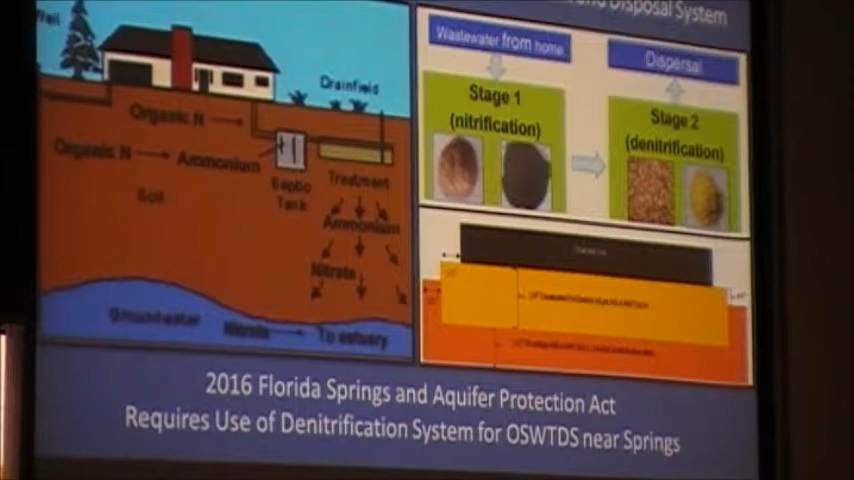 and Disposal System
Well
Drainfield
Organic N
Organic N
Ammonium
Septic
Tank
Treatment
Soil
Ammonium
Nitrate
Groundwater
Nitrate
To estuary
Wastewater from home
Dispersal
Stage 1
(nitrification)
Stage 2
(denitrification)
2016 Florida Springs and Aquifer Protection Act
Requires Use of Denitrification System for OSWTDS near Springs